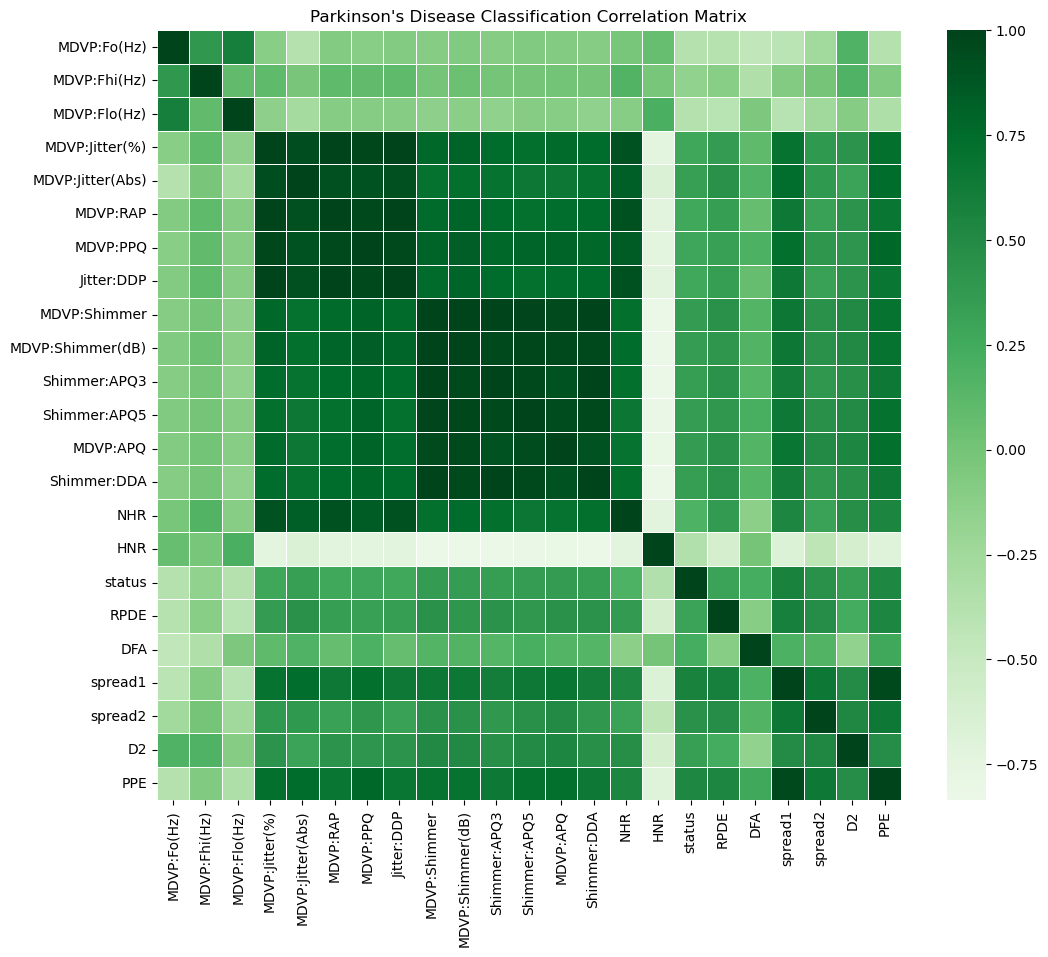 Parkinson's Disease Classification Correlation Matrix
MDVP:Fo(Hz)
MDVP:Fhi(Hz)
MDVP:Flo(Hz)
MDVP:Jitter(%)
MDVP:Jitter(Abs)
MDVP:RAP
MDVP:PPQ
Jitter:DDP
MDVP:Shimmer
MDVP:Shimmer(dB)
Shimmer:APQ3
Shimmer:APQ5
MDVP:APQ
Shimmer:DDA
NHR
HNR
status
RPDE
DFA
spread1
spread2
D2
PPE
MDVP:Fo(Hz)
MDVP:Fhi(Hz)
MDVP:Flo(Hz)
MDVP:Jitter(%)
MDVP:Jitter(Abs)
MDVP:RAP
MDVP:PPQ
Jitter:DDP
MDVP:Shimmer
MDVP:Shimmer(dB)
Shimmer:APQ3
Shimmer:APQ5
MDVP:APQ
Shimmer:DDA
NHR
HNR
status
RPDE
DFA
spread1
spread2
D2
PPE
1.00
0.75
0.50
0.25
0.00
−0.25
−0.50
−0.75